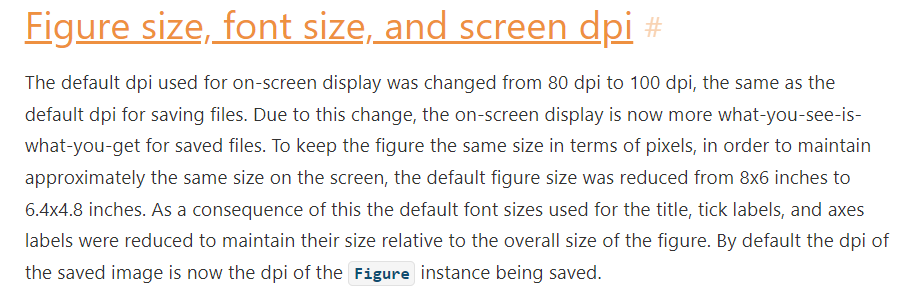 Figure size, font size, and screen dpi #
The default dpi used for on-screen display was changed from 80 dpi to 100 dpi, the same as the
default dpi for saving files. Due to this change, the on-screen display is now more what-you-see-is-
what-you-get for saved files. To keep the figure the same size in terms of pixels, in order to maintain
approximately the same size on the screen, the default figure size was reduced from 8x6 inches to
6.4x4.8 inches. As a consequence of this the default font sizes used for the title, tick labels, and axes
labels were reduced to maintain their size relative to the overall size of the figure. By default the dpi of
the saved image is now the dpi of the Figure instance being saved.